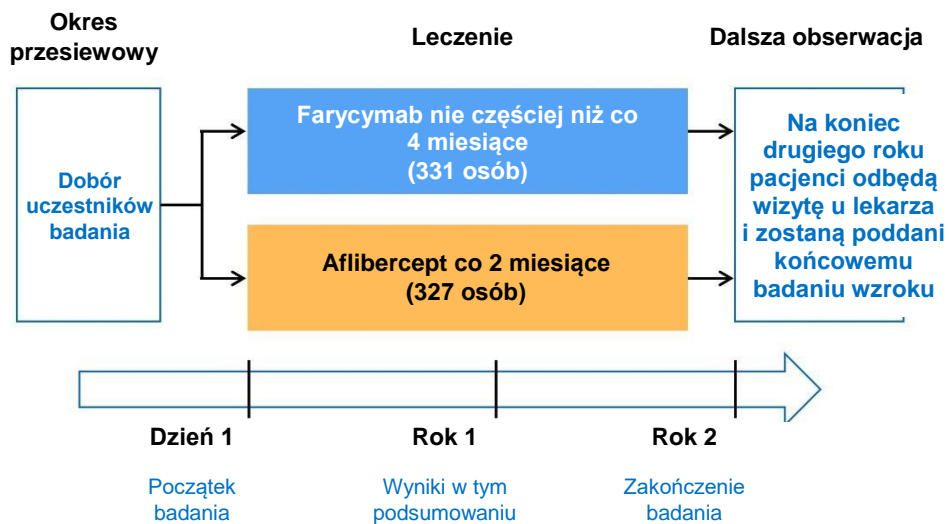 Okres
przesiewowy
Leczenie
Dalsza obserwacja
Dobór
uczestników
badania
Farycymab nie częściej niż co
4 miesiące
(331 osób)
Aflibercept co 2 miesiące
(327 osób)
Na koniec
drugiego roku
pacjenci odbędą
wizytę u lekarza
i zostaną poddani
końcowemu
badaniu wzroku
Dzień 1
Rok 1
Rok 2
Początek
badania
Wyniki w tym
podsumowaniu
Zakończenie
badania